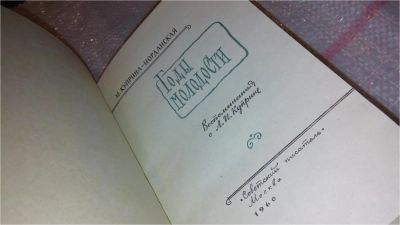 М. КУПРИНА-ИОРДАНСКАЯ
ГОДЫ
МОЛОДОСТИ
Воспоминания
о А. И. Куприне
«Советский писатель»
Москва
1960